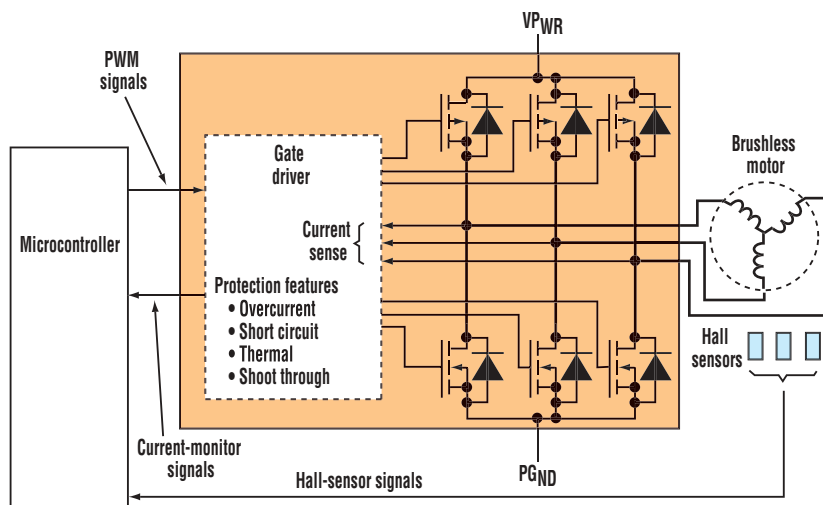 VPWR
PWM
signals
Gate
driver
Brushless
motor
Microcontroller
Current
sense
Protection features
• Overcurrent
• Short circuit
• Thermal
• Shoot through
Hall
sensors
Current-monitor
signals
PGND
Hall-sensor signals